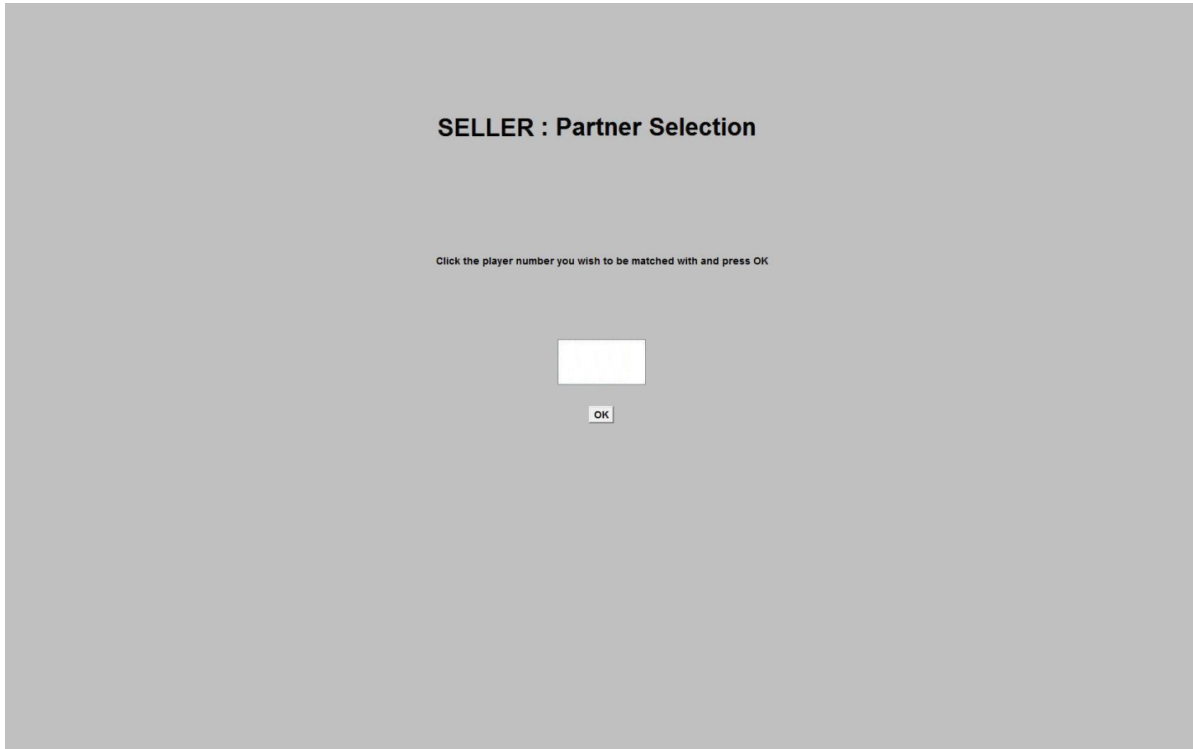 SELLER : Partner Selection
Click the player number you wish to be matched with and press OK
OK